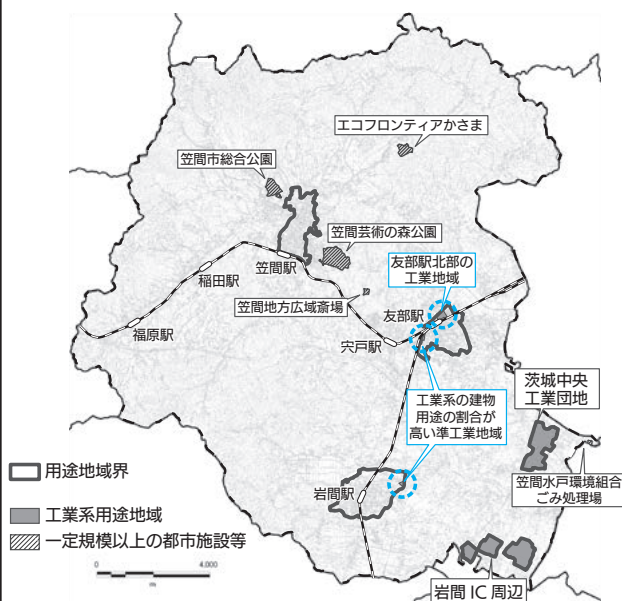 エコフロンティアかさま
笠間市総合公園
笠間芸術の森公園
友部駅北部の
工業地域
笠間駅
稲田駅
笠間地方広域斎場
友部駅
福原駅
宍戸駅
茨城中央
工業団地
工業系の建物
用途の割合が
高い準工業地域
笠間水戸環境組合
ごみ処理場
用途地域界
岩間駅
工業系用途地域
一定規模以上の都市施設等
0 4,000
m
岩間 IC 周辺